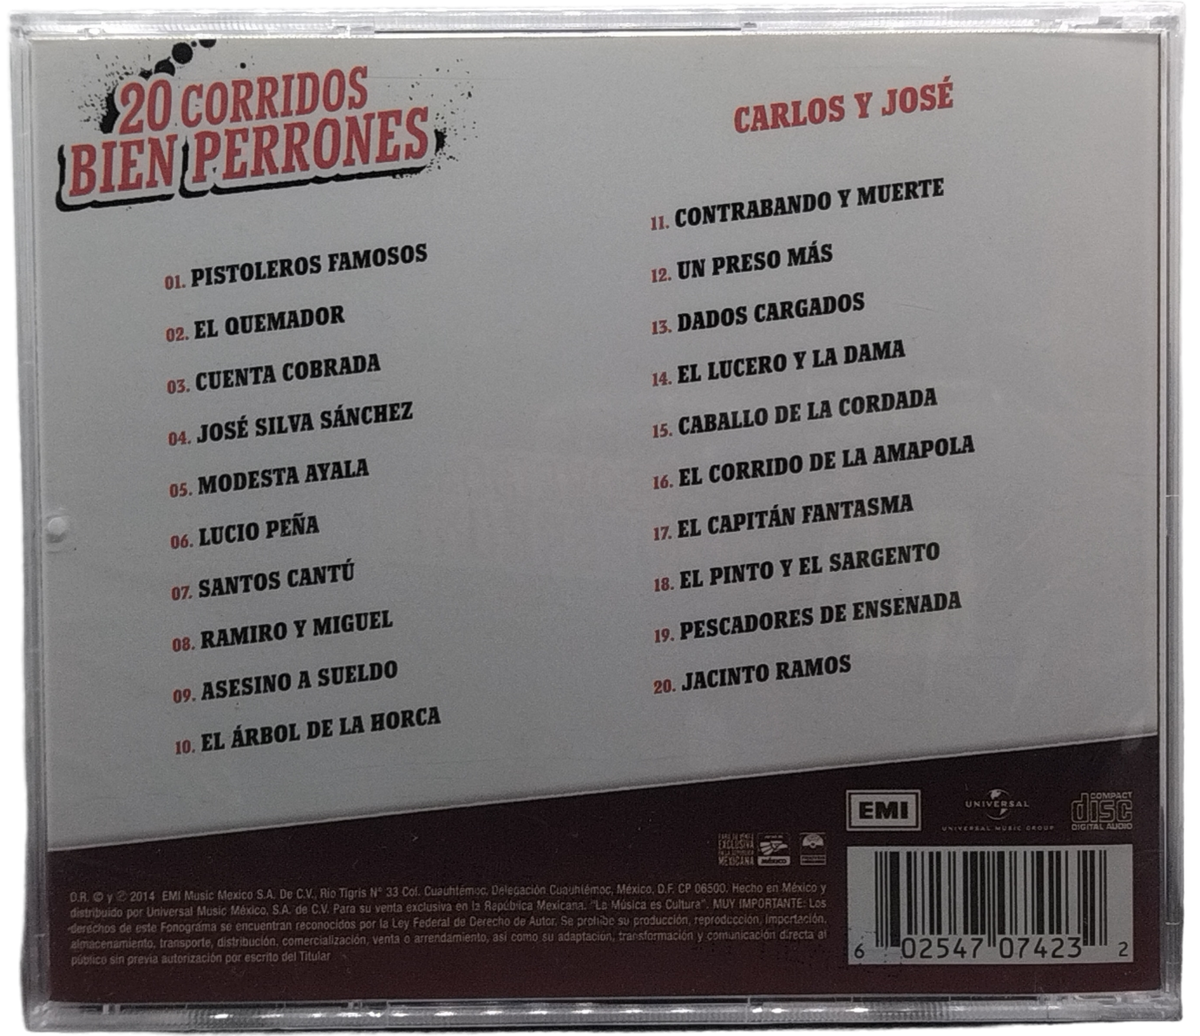 20 CORRIDOS
BIEN PERRONES
CARLOS Y JOSÉ
01. PISTOLEROS FAMOSOS
02. EL QUEMADOR
03. CUENTA COBRADA
04. JOSÉ SILVA SÁNCHEZ
05. MODESTA AYALA
06. LUCIO PEÑA
07. SANTOS CANTÚ
08. RAMIRO Y MIGUEL
09. ASESINO A SUELDO
10. EL ÁRBOL DE LA HORCA
11. CONTRABANDO Y MUERTE
12. UN PRESO MÁS
13. DADOS CARGADOS
14. EL LUCERO Y LA DAMA
15. CABALLO DE LA CORDADA
16. EL CORRIDO DE LA AMAPOLA
17. EL CAPITÁN FANTASMA
18. EL PINTO Y EL SARGENTO
19. PESCADORES DE ENSENADA
20. JACINTO RAMOS
EMI
UNIVERSAL
UNIVERSAL MUSIC GROUP
COMPACT
disc
DIGITAL AUDIO
PARA SU VENTA
EXCLUSIVA
EN LA REPÚBLICA
MEXICANA
MÉXICO
D.R. © y ℗ 2014 EMI Music Mexico S.A. De C.V., Río Tigris N° 33 Col. Cuauhtémoc, Delegación Cuauhtémoc, México, D.F. CP 06500. Hecho en México y
distribuido por Universal Music México, S.A. de C.V. Para su venta exclusiva en la República Mexicana. "La Música es Cultura". MUY IMPORTANTE: Los
derechos de este Fonograma se encuentran reconocidos por la Ley Federal de Derecho de Autor. Se prohíbe su producción, reproducción, importación,
almacenamiento, transporte, distribución, comercialización, venta o arrendamiento, así como su adaptación, transformación y comunicación directa al
público sin previa autorización por escrito del Titular
6 02547 07423 2